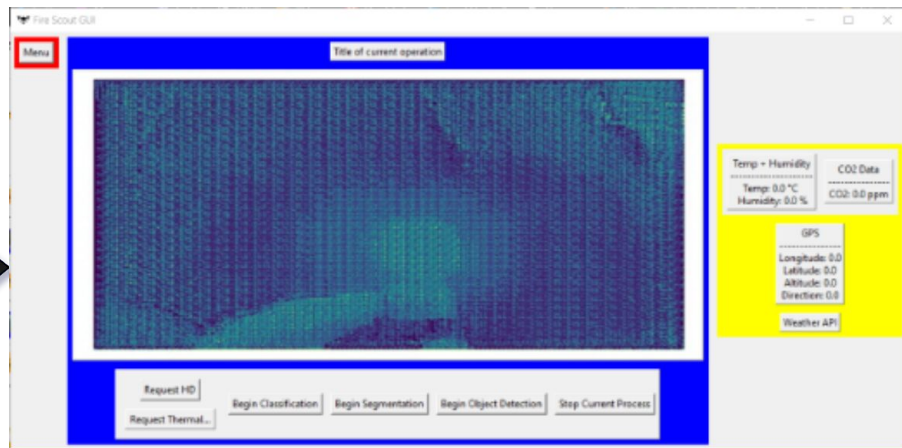 Fire Scout GUI
Menu
Title of current operation
Temp + Humidity
--------------------
Temp: 0.0 °C
Humidity: 0.0 %
CO2 Data
--------------------
CO2: 0.0 ppm
GPS
--------------------
Longitude: 0.0
Latitude: 0.0
Altitude: 0.0
Direction: 0.0
Weather API
Request HD
Request Thermal...
Begin Classification
Begin Segmentation
Begin Object Detection
Stop Current Process